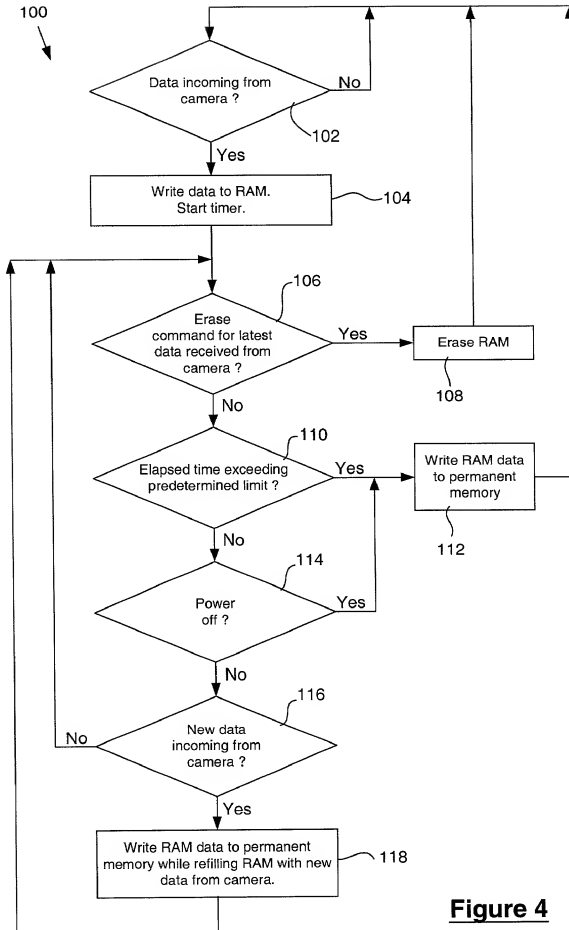 100
Data incoming from
camera ?
No
102
Yes
Write data to RAM.
Start timer.
104
106
Erase
command for latest
data received from
camera ?
Yes
Erase RAM
108
No
110
Elapsed time exceeding
predetermined limit ?
Yes
Write RAM data
to permanent
memory
112
No
114
Power
off ?
Yes
No
116
New data
incoming from
camera ?
No
Yes
Write RAM data to permanent
memory while refilling RAM with new
data from camera.
118
Figure 4